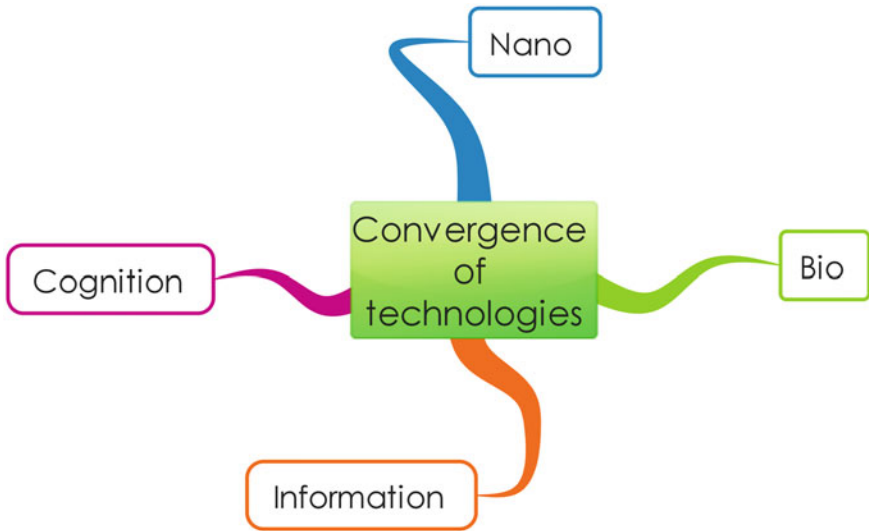 Nano
Convergence
of
technologies
Bio
Cognition
Information